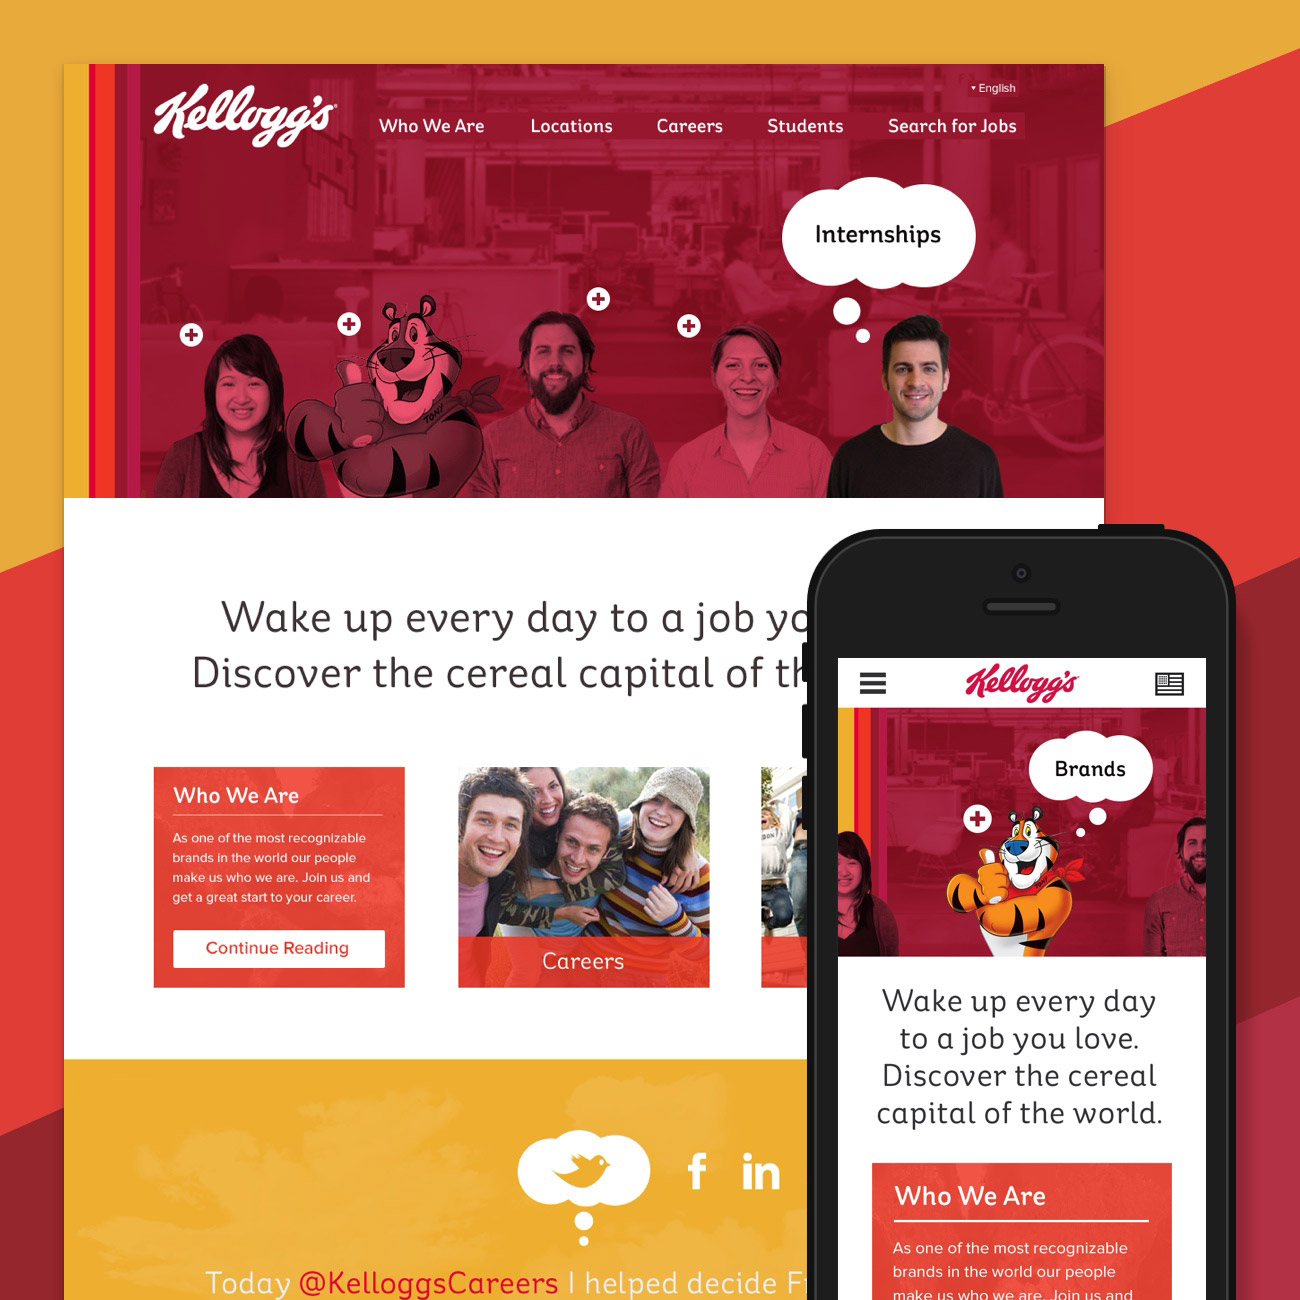 Kellogg's
English
Who We Are Locations Careers Students Search for Jobs
Internships
TONY
Wake up every day to a job yo
Discover the cereal capital of th
Who We Are
As one of the most recognizable
brands in the world our people
make us who we are. Join us and
get a great start to your career.
Continue Reading
Careers
f in
Today @KelloggsCareers I helped decide F
Kellogg's
Brands
Wake up every day
to a job you love.
Discover the cereal
capital of the world.
Who We Are
As one of the most recognizable
brands in the world our people
make us who we are. Join us and